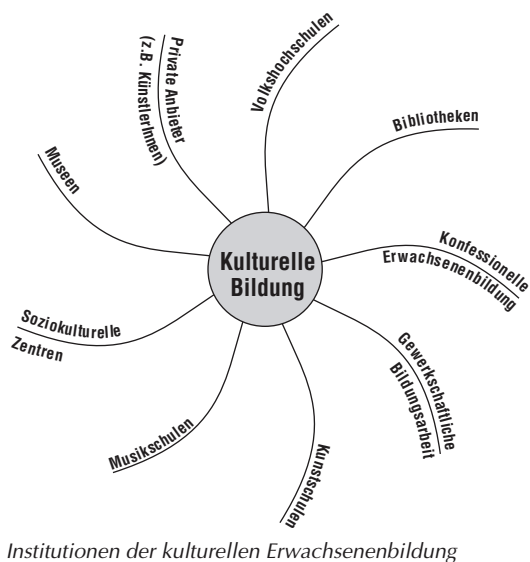 Kulturelle
Bildung
Volkshochschulen
Bibliotheken
Konfessionelle
Erwachsenenbildung
Gewerkschaftliche
Bildungsarbeit
Kunstschulen
Musikschulen
Soziokulturelle
Zentren
Museen
Private Anbieter
(z.B. KünstlerInnen)
Institutionen der kulturellen Erwachsenenbildung